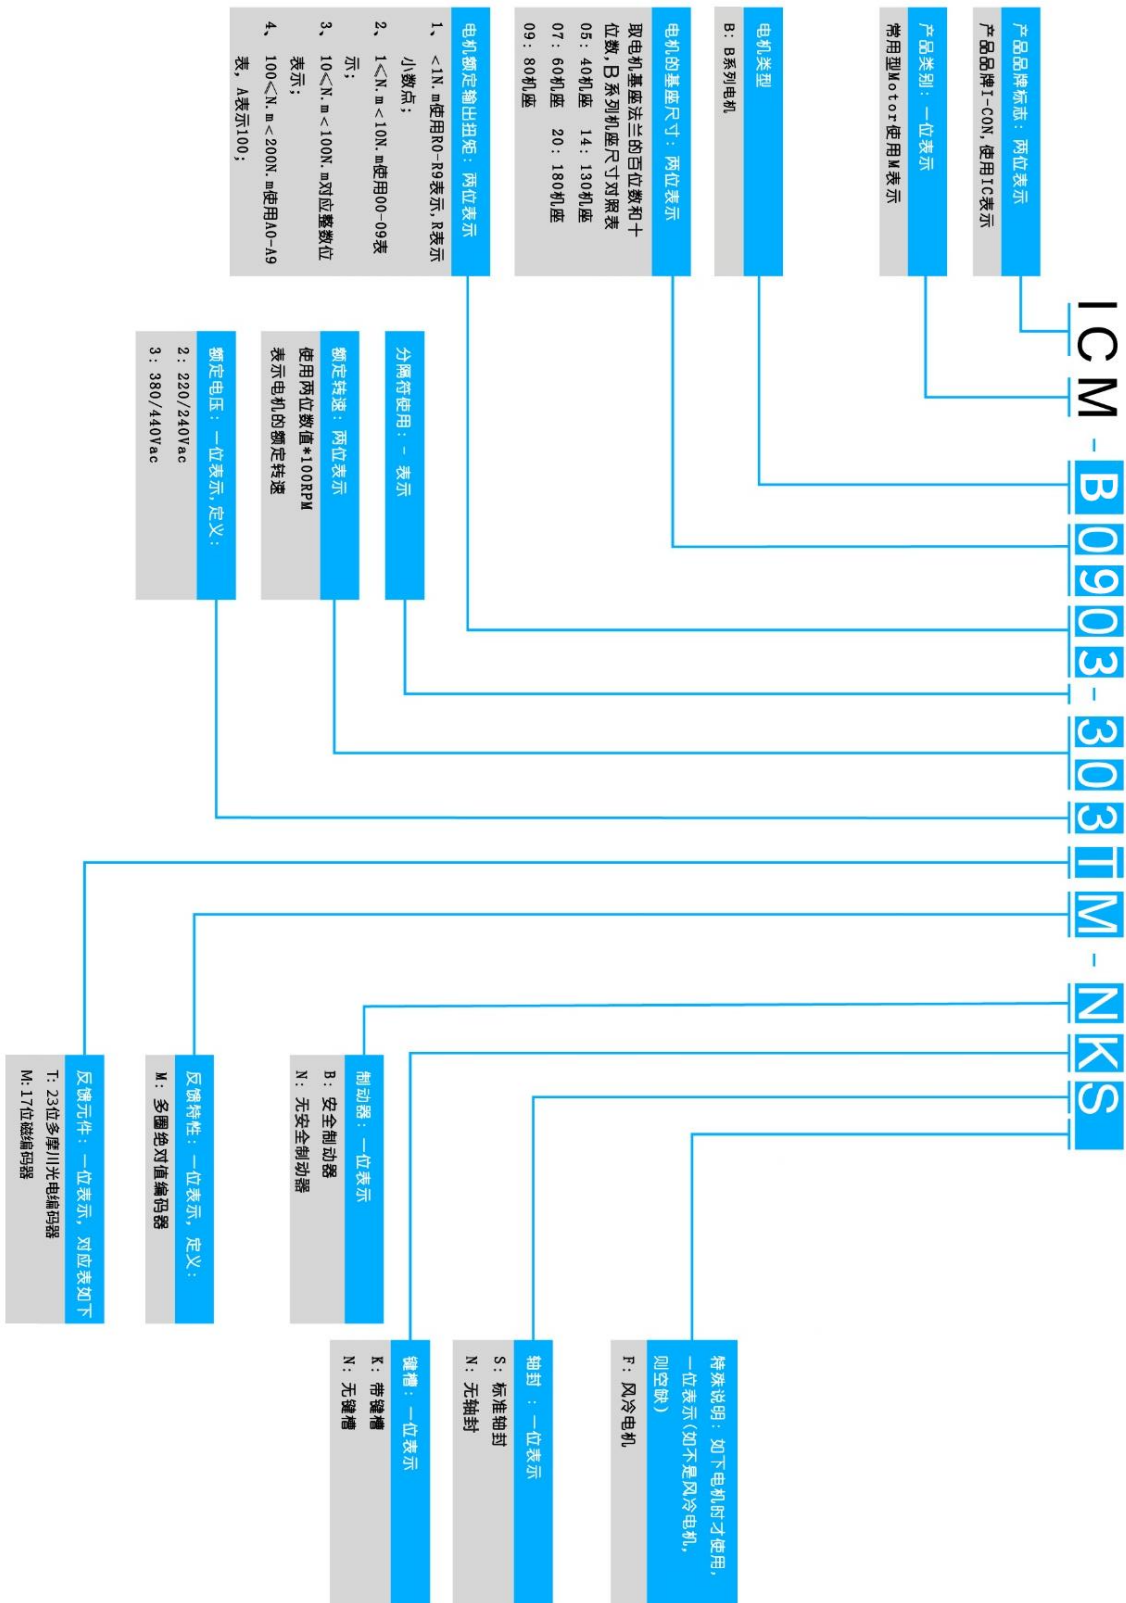 ICM-B0903-303TM-NKS
产品品牌标志：两位表示
产品品牌I-CON,使用IC表示
产品类别：一位表示
常用型Motor使用M表示
电机类型
B：B系列电机
电机的基座尺寸：两位表示
取电机基座法兰的百位数和十
位数,B系列机座尺寸对照表
05：40机座 14：130机座
07：60机座 20：180机座
09：80机座
电机额定输出扭矩：两位表示
1、 <1N.m使用R0-R9表示,R表示
小数点；
2、 1≤N.m<10N.m使用00-09表
示；
3、 10≤N.m<100N.m对应整数位
表示；
4、 100≤N.m<200N.m使用A0-A9
表，A表示100；
分隔符使用：- 表示
额定转速：两位表示
使用两位数值*100RPM
表示电机的额定转速
额定电压：一位表示,定义：
2：220/240Vac
3：380/440Vac
特殊说明：如下电机时才使用，
一位表示(如不是风冷电机，
则空缺)
F：风冷电机
轴封 ：一位表示
S：标准轴封
N：无轴封
键槽：一位表示
K：带键槽
N：无键槽
制动器：一位表示
B：安全制动器
N：无安全制动器
反馈特性：一位表示，定义：
M：多圈绝对值编码器
反馈元件：一位表示，对应表如下
T：23位多摩川光电编码器
M：17位磁编码器